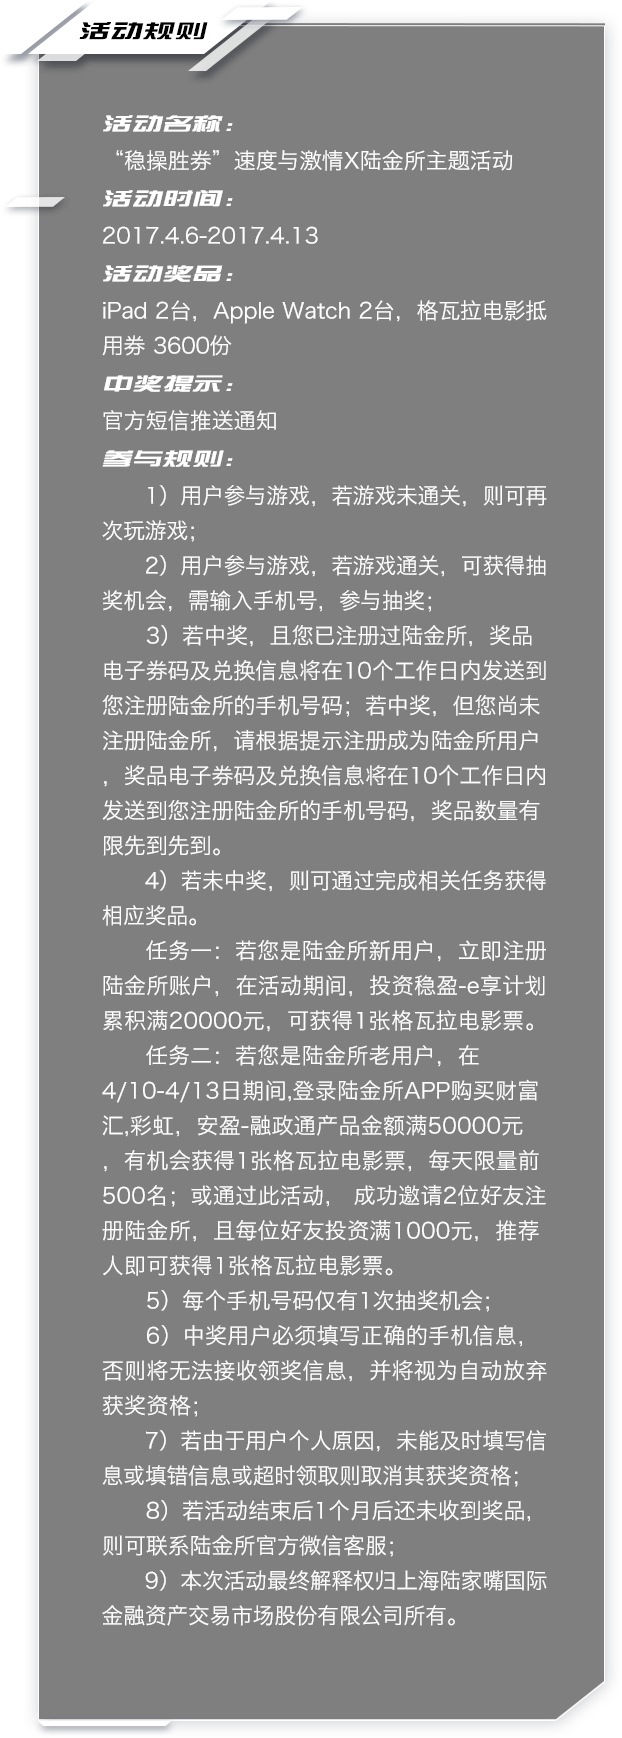 活动规则
活动名称：
“稳操胜券”速度与激情X陆金所主题活动
活动时间：
2017.4.6-2017.4.13
活动奖品：
iPad 2台，Apple Watch 2台，格瓦拉电影抵
用券 3600份
中奖提示：
官方短信推送通知
参与规则：
1）用户参与游戏，若游戏未通关，则可再
次玩游戏；
2）用户参与游戏，若游戏通关，可获得抽
奖机会，需输入手机号，参与抽奖；
3）若中奖，且您已注册过陆金所，奖品
电子券码及兑换信息将在10个工作日内发送到
您注册陆金所的手机号码；若中奖，但您尚未
注册陆金所，请根据提示注册成为陆金所用户
，奖品电子券码及兑换信息将在10个工作日内
发送到您注册陆金所的手机号码，奖品数量有
限先到先到。
4）若未中奖，则可通过完成相关任务获得
相应奖品。
任务一：若您是陆金所新用户，立即注册
陆金所账户，在活动期间，投资稳盈-e享计划
累积满20000元，可获得1张格瓦拉电影票。
任务二：若您是陆金所老用户，在
4/10-4/13日期间,登录陆金所APP购买财富
汇,彩虹，安盈-融政通产品金额满50000元
，有机会获得1张格瓦拉电影票，每天限量前
500名；或通过此活动， 成功邀请2位好友注
册陆金所，且每位好友投资满1000元，推荐
人即可获得1张格瓦拉电影票。
5）每个手机号码仅有1次抽奖机会；
6）中奖用户必须填写正确的手机信息，
否则将无法接收领奖信息，并将视为自动放弃
获奖资格；
7）若由于用户个人原因，未能及时填写信
息或填错信息或超时领取则取消其获奖资格；
8）若活动结束后1个月后还未收到奖品，
则可联系陆金所官方微信客服；
9）本次活动最终解释权归上海陆家嘴国际
金融资产交易市场股份有限公司所有。